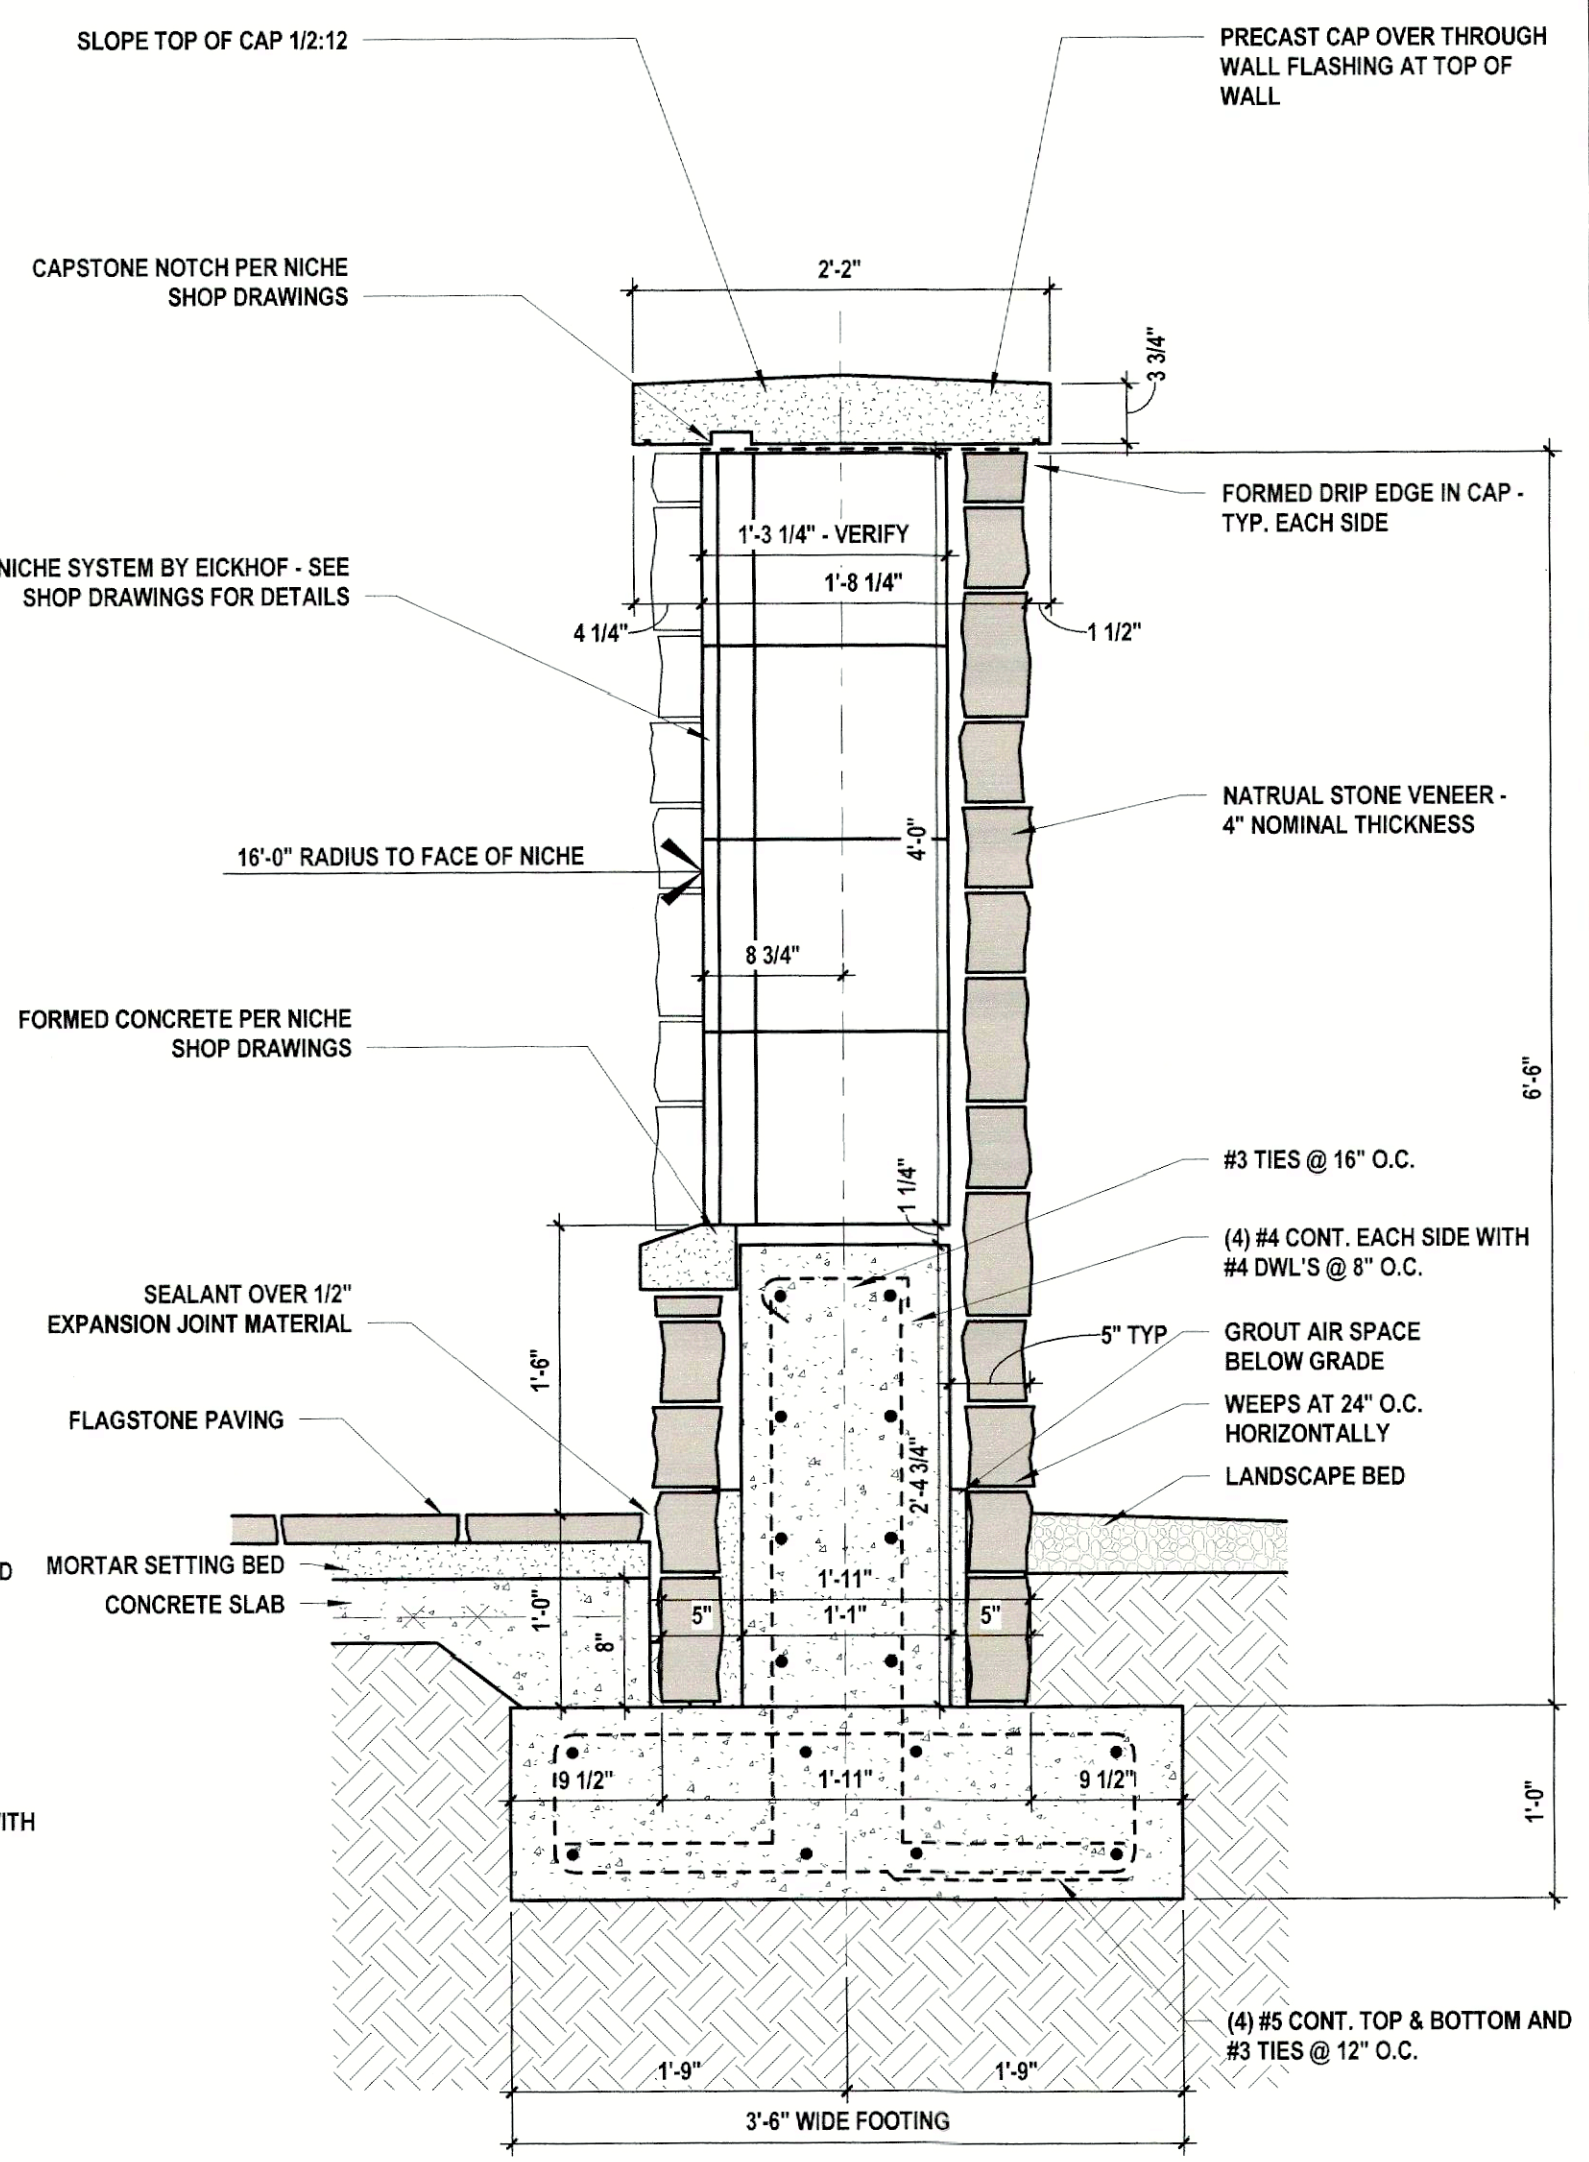 SLOPE TOP OF CAP 1/2:12
PRECAST CAP OVER THROUGH
WALL FLASHING AT TOP OF
WALL
CAPSTONE NOTCH PER NICHE
SHOP DRAWINGS
2'-2"
3 3/4"
FORMED DRIP EDGE IN CAP -
TYP. EACH SIDE
1'-3 1/4" - VERIFY
NICHE SYSTEM BY EICKHOF - SEE
SHOP DRAWINGS FOR DETAILS
1'-8 1/4"
4 1/4"
1 1/2"
NATRUAL STONE VENEER -
4" NOMINAL THICKNESS
16'-0" RADIUS TO FACE OF NICHE
4'-0"
8 3/4"
FORMED CONCRETE PER NICHE
SHOP DRAWINGS
6'-6"
#3 TIES @ 16" O.C.
1 1/4"
(4) #4 CONT. EACH SIDE WITH
#4 DWL'S @ 8" O.C.
SEALANT OVER 1/2"
EXPANSION JOINT MATERIAL
5" TYP
GROUT AIR SPACE
BELOW GRADE
1'-6"
FLAGSTONE PAVING
WEEPS AT 24" O.C.
HORIZONTALLY
2'-4 3/4"
LANDSCAPE BED
D
MORTAR SETTING BED
CONCRETE SLAB
1'-11"
1'-0"
8"
5"
1'-1"
5"
9 1/2"
1'-11"
9 1/2"
1'-0"
WITH
(4) #5 CONT. TOP & BOTTOM AND
#3 TIES @ 12" O.C.
1'-9"
1'-9"
3'-6" WIDE FOOTING